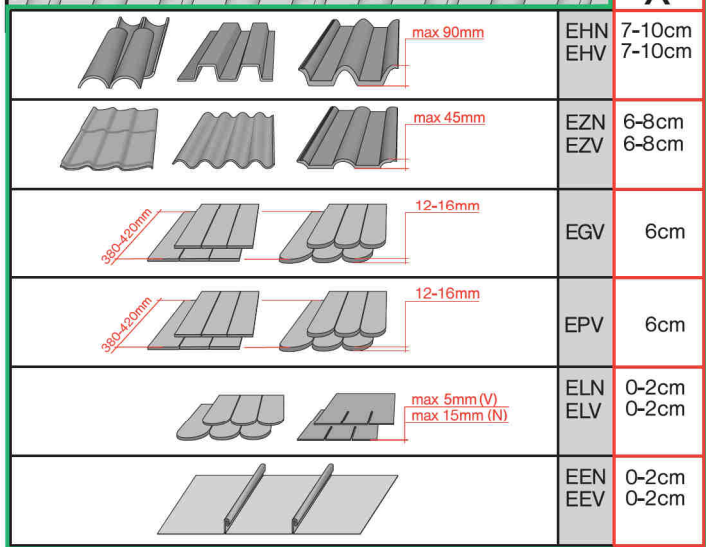 X
max 90mm
EHN 7-10cm
EHV 7-10cm
max 45mm
EZN 6-8cm
EZV 6-8cm
12-16mm
380-420mm
EGV 6cm
12-16mm
380-420mm
EPV 6cm
max 5mm (V)
max 15mm (N)
ELN 0-2cm
ELV 0-2cm
EEN 0-2cm
EEV 0-2cm